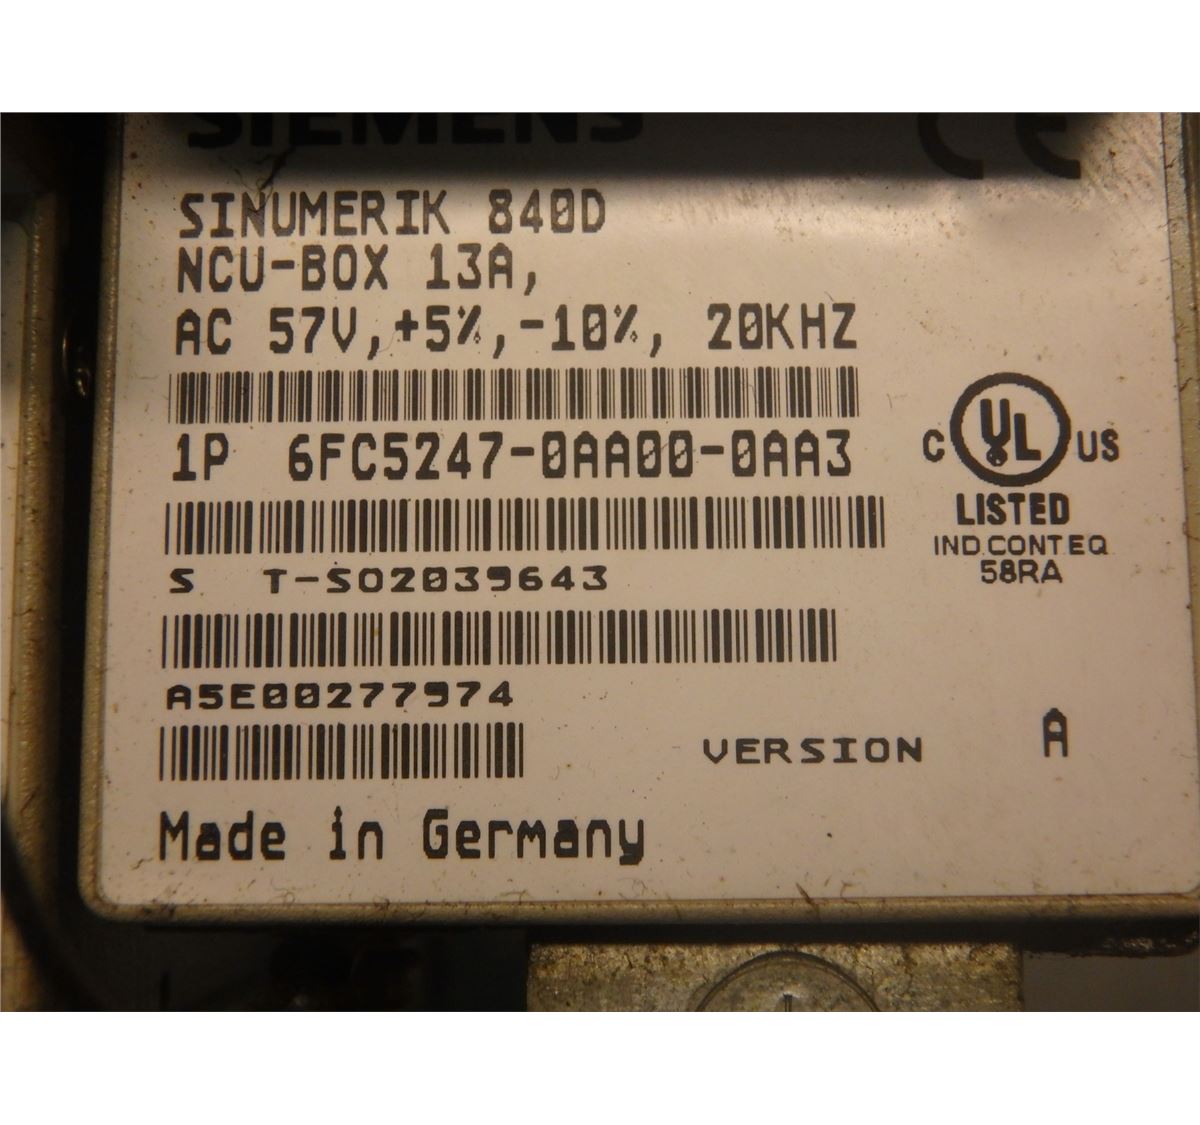 SIEMENS
CE
SINUMERIK 840D
NCU-BOX 13A,
AC 57V,+5%,-10%, 20KHZ
1P 6FC5247-0AA00-0AA3
C UL US
LISTED
IND.CONT.EQ
58RA
S T-SO2039643
A5E00277974
VERSION A
Made in Germany